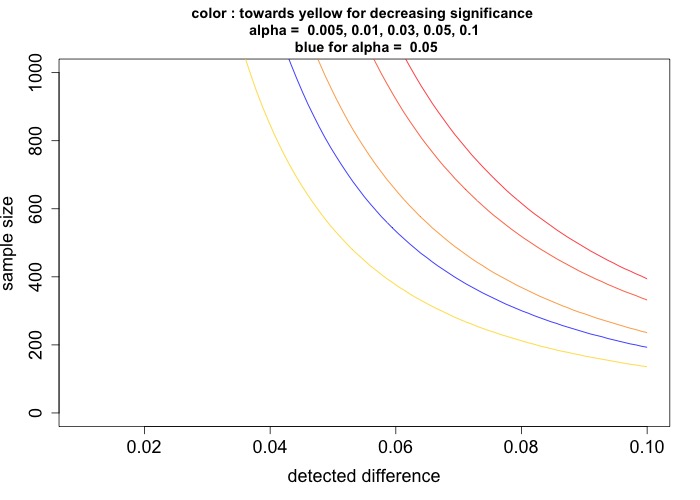 color : towards yellow for decreasing significance
alpha =  0.005, 0.01, 0.03, 0.05, 0.1
blue for alpha =  0.05
1000
800
600
400
200
0
sample size
0.02 0.04 0.06 0.08 0.10
detected difference